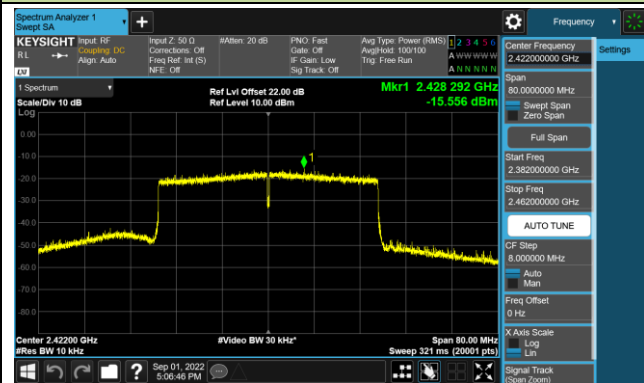 Spectrum Analyzer 1
Swept SA
+
Frequency
KEYSIGHT
RL
LXI
Input: RF
Coupling: DC
Align: Auto
Input Z: 50 Ω
Corrections: Off
Freq Ref: Int (S)
NFE: Off
#Atten: 20 dB
PNO: Fast
Gate: Off
IF Gain: Low
Sig Track: Off
Avg Type: Power (RMS)
Avg|Hold: 100/100
Trig: Free Run
1 2 3 4 5 6
A W W W W W
A N N N N N
1 Spectrum
Scale/Div 10 dB
Log
Ref Lvl Offset 22.00 dB
Ref Level 10.00 dBm
Mkr1 2.428 292 GHz
-15.556 dBm
0.00
-10.0
-20.0
-30.0
-40.0
-50.0
-60.0
-70.0
-80.0
1
Center 2.42200 GHz
#Res BW 10 kHz
#Video BW 30 kHz*
Span 80.00 MHz
Sweep 321 ms (20001 pts)
Sep 01, 2022
5:06:46 PM
?
Center Frequency
2.422000000 GHz
Settings
Span
80.0000000 MHz
Swept Span
Zero Span
Full Span
Start Freq
2.382000000 GHz
Stop Freq
2.462000000 GHz
AUTO TUNE
CF Step
8.000000 MHz
Auto
Man
Freq Offset
0 Hz
X Axis Scale
Log
Lin
Signal Track
(Span Zoom)